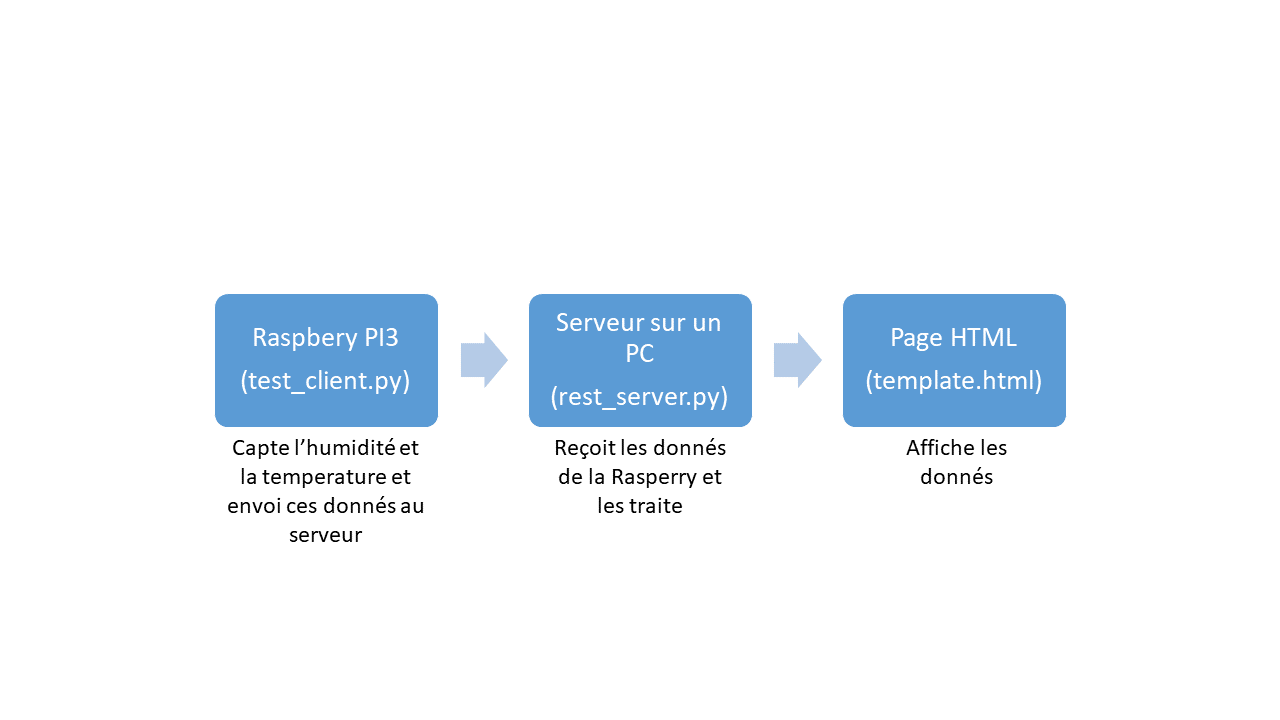 Raspbery PI3
(test_client.py)
Capte l’humidité et
la temperature et
envoi ces donnés au
serveur
Serveur sur un
PC
(rest_server.py)
Reçoit les donnés
de la Rasperry et
les traite
Page HTML
(template.html)
Affiche les
donnés